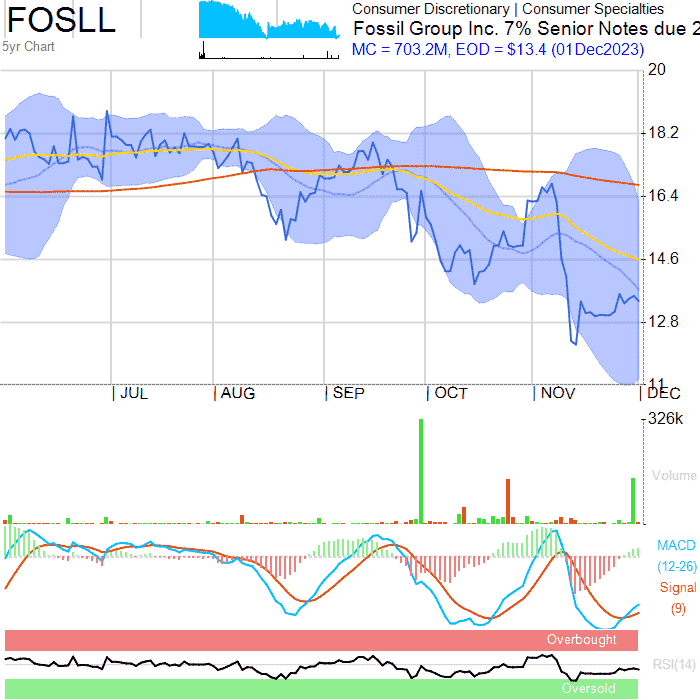 FOSLL
5yr Chart
Consumer Discretionary | Consumer Specialties
Fossil Group Inc. 7% Senior Notes due 2
MC = 703.2M, EOD = $13.4 (01Dec2023)
20
18.2
16.4
14.6
12.8
11
JUL
AUG
SEP
OCT
NOV
DEC
326k
Volume
MACD
(12-26)
Signal
(9)
Overbought
RSI(14)
Oversold